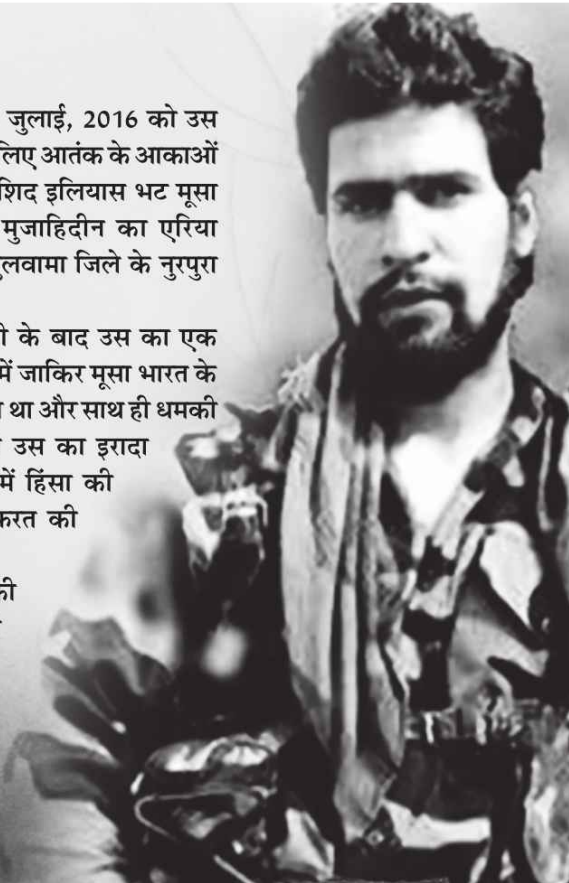 जुलाई, 2016 को उस
लिए आतंक के आकाओं
शिद इलियास भट मूसा
मुजाहिदीन का एरिया
लवामा जिले के नुरपुरा
के बाद उस का एक
में जाकिर मूसा भारत के
था और साथ ही धमकी
उस का इरादा
में हिंसा की
करत की
की